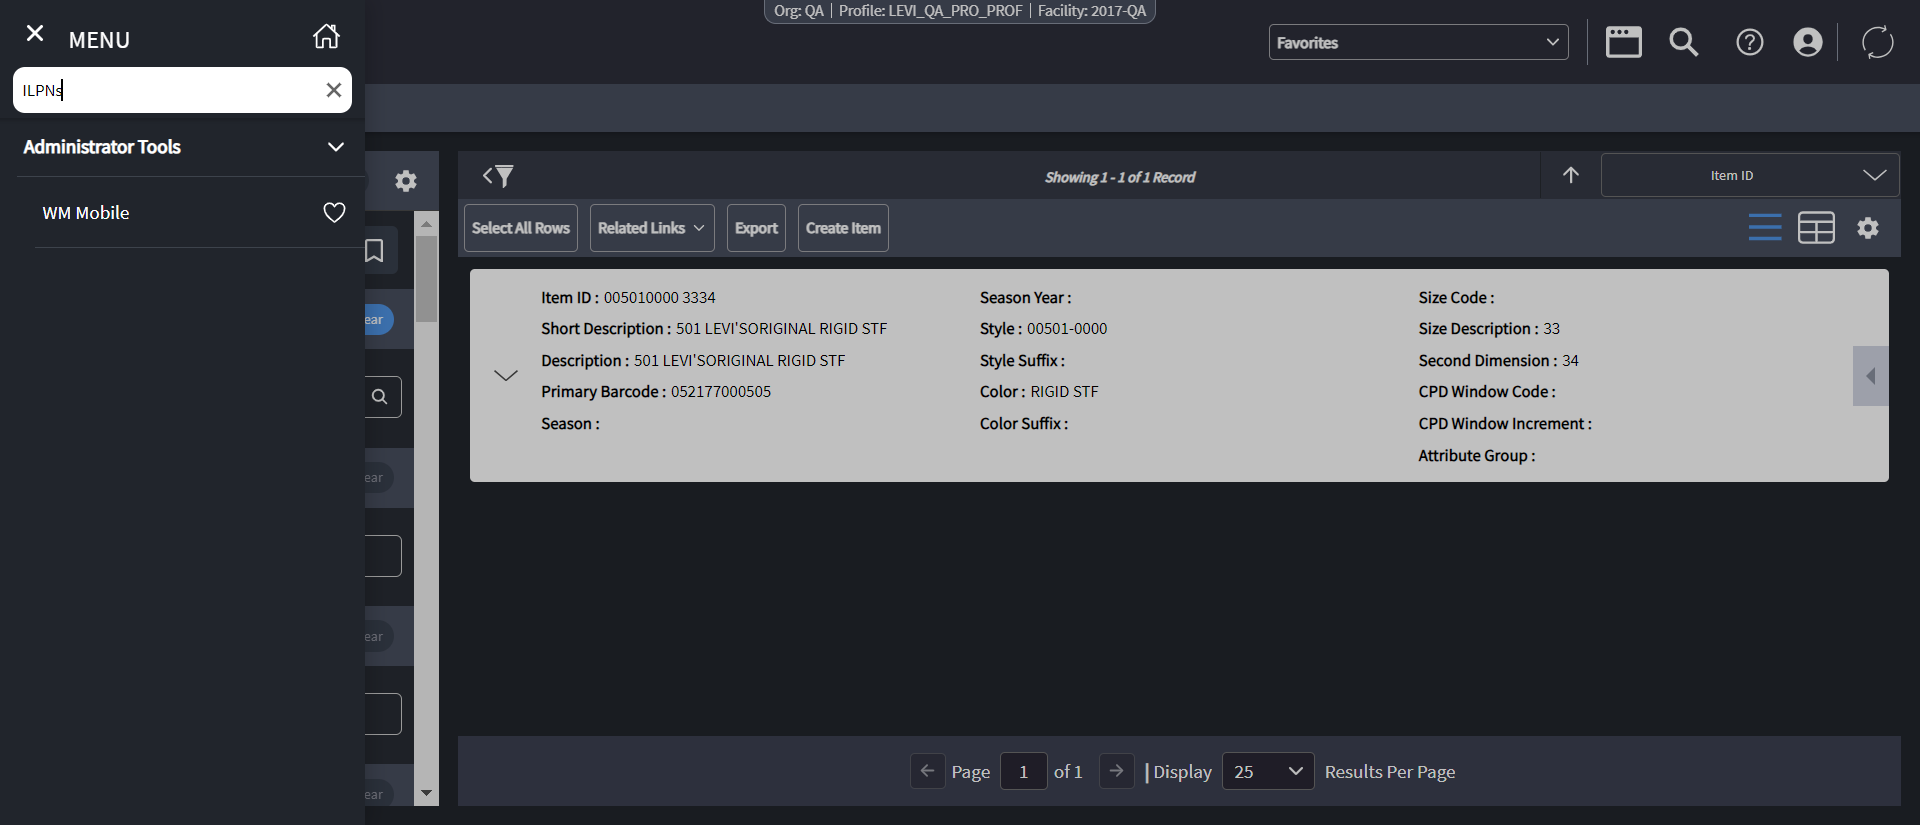 Org: QA | Profile: LEVI_QA_PRO_PROF | Facility: 2017-QA
MENU
Favorites
ILPNs
Administrator Tools
WM Mobile
Showing 1 - 1 of 1 Record
Item ID
Select All Rows
Related Links
Export
Create Item
Item ID : 005010000 3334
Short Description : 501 LEVI'SORIGINAL RIGID STF
Description : 501 LEVI'SORIGINAL RIGID STF
Primary Barcode : 052177000505
Season :
Season Year :
Style : 00501-0000
Style Suffix :
Color : RIGID STF
Color Suffix :
Size Code :
Size Description : 33
Second Dimension : 34
CPD Window Code :
CPD Window Increment :
Attribute Group :
ear
ear
ear
ear
Page 1 of 1 | Display 25 Results Per Page